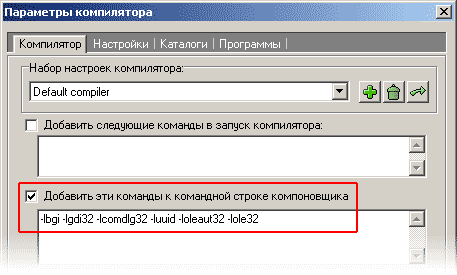 Параметры компилятора
Компилятор Настройки Каталоги Программы
Набор настроек компилятора:
Default compiler
Добавить следующие команды в запуск компилятора:
Добавить эти команды к командной строке компоновщика
-lbgi -lgdi32 -lcomdlg32 -luuid -loleaut32 -lole32